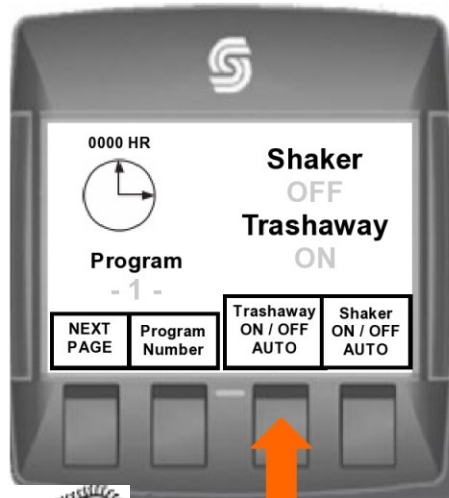 0000 HR
Program
- 1 -
Shaker
OFF
Trashaway
ON
NEXT
PAGE
Program
Number
Trashaway
ON / OFF
AUTO
Shaker
ON / OFF
AUTO